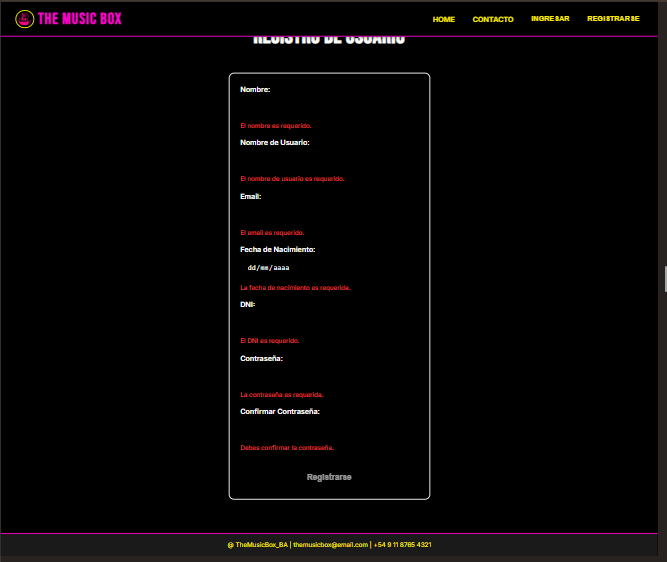 THE MUSIC BOX
HOME CONTACTO INGRESAR REGISTRARSE
REGISTRO DE USUARIO
Nombre:
El nombre es requerido.
Nombre de Usuario:
El nombre de usuario es requerido.
Email:
El email es requerido.
Fecha de Nacimiento:
dd/mm/aaaa
La fecha de nacimiento es requerida.
DNI:
El DNI es requerido.
Contraseña:
La contraseña es requerida.
Confirmar Contraseña:
Debes confirmar la contraseña.
Registrarse
@ TheMusicBox_BA | themusicbox@email.com | +54 9 11 8765 4321